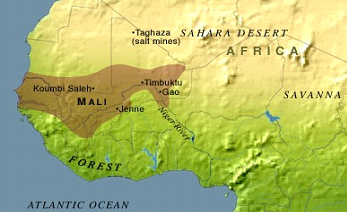 Taghaza
(salt mines)
SAHARA DESERT
AFRICA
Koumbi Saleh
Timbuktu
Gao
MALI
Jenne
SAVANNA
Niger River
FOREST
ATLANTIC OCEAN